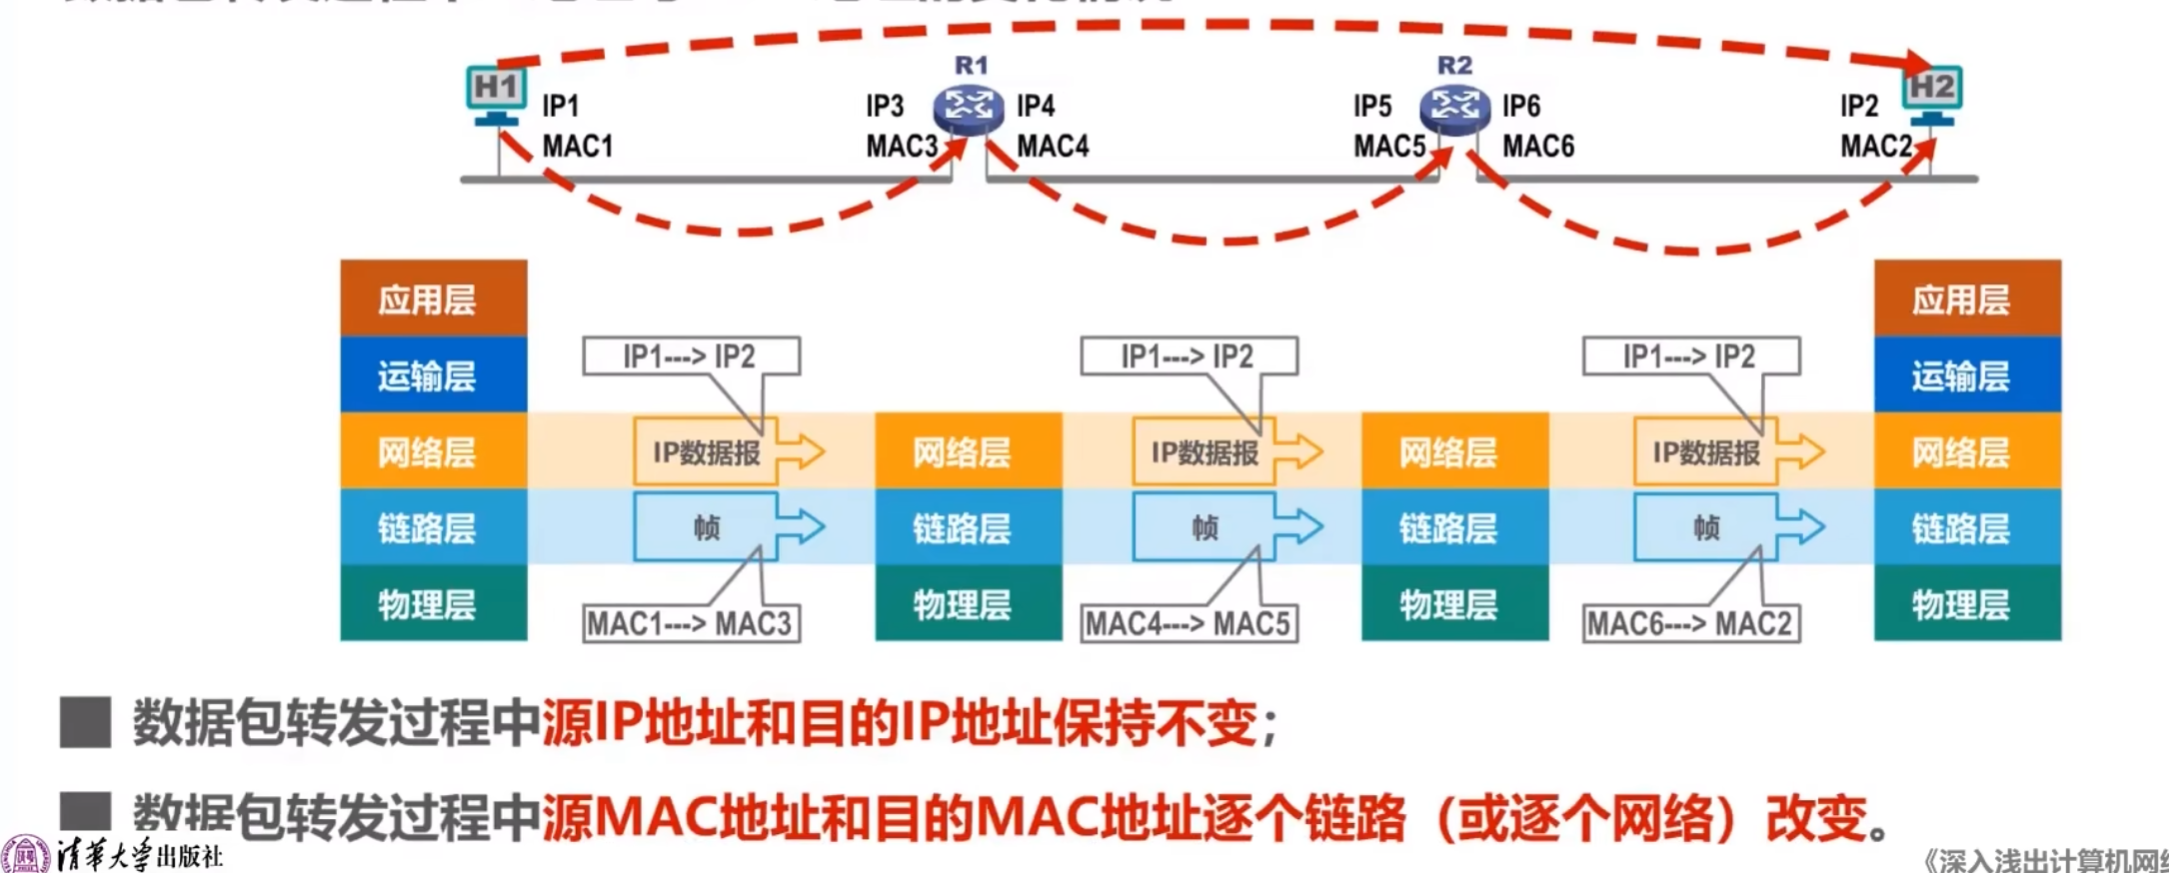 R1
R2
H1
H2
IP1
IP3
IP4
IP5
IP6
IP2
MAC1
MAC3
MAC4
MAC5
MAC6
MAC2
应用层
应用层
运输层
IP1---> IP2
IP1---> IP2
IP1---> IP2
运输层
网络层
IP数据报
网络层
IP数据报
网络层
IP数据报
网络层
链路层
帧
链路层
帧
链路层
帧
链路层
物理层
MAC1---> MAC3
物理层
MAC4---> MAC5
物理层
MAC6---> MAC2
物理层
数据包转发过程中源IP地址和目的IP地址保持不变；
数据包转发过程中源MAC地址和目的MAC地址逐个链路（或逐个网络）改变。
清华大学出版社
《深入浅出计算机网络